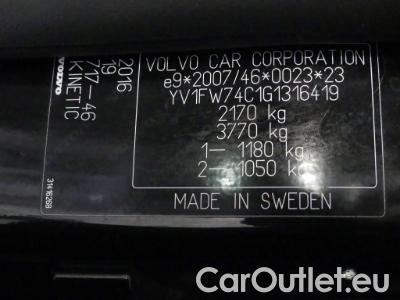 VOLVO
KINETIC
717-46
19
2016
VOLVO CAR CORPORATION
e9*2007/46*0023*23
YV1FW74C1G1316419
2170 kg
3770 kg
1— 1180 kg
2— 1050 kg
MADE IN SWEDEN
31416268
CarOutlet.eu